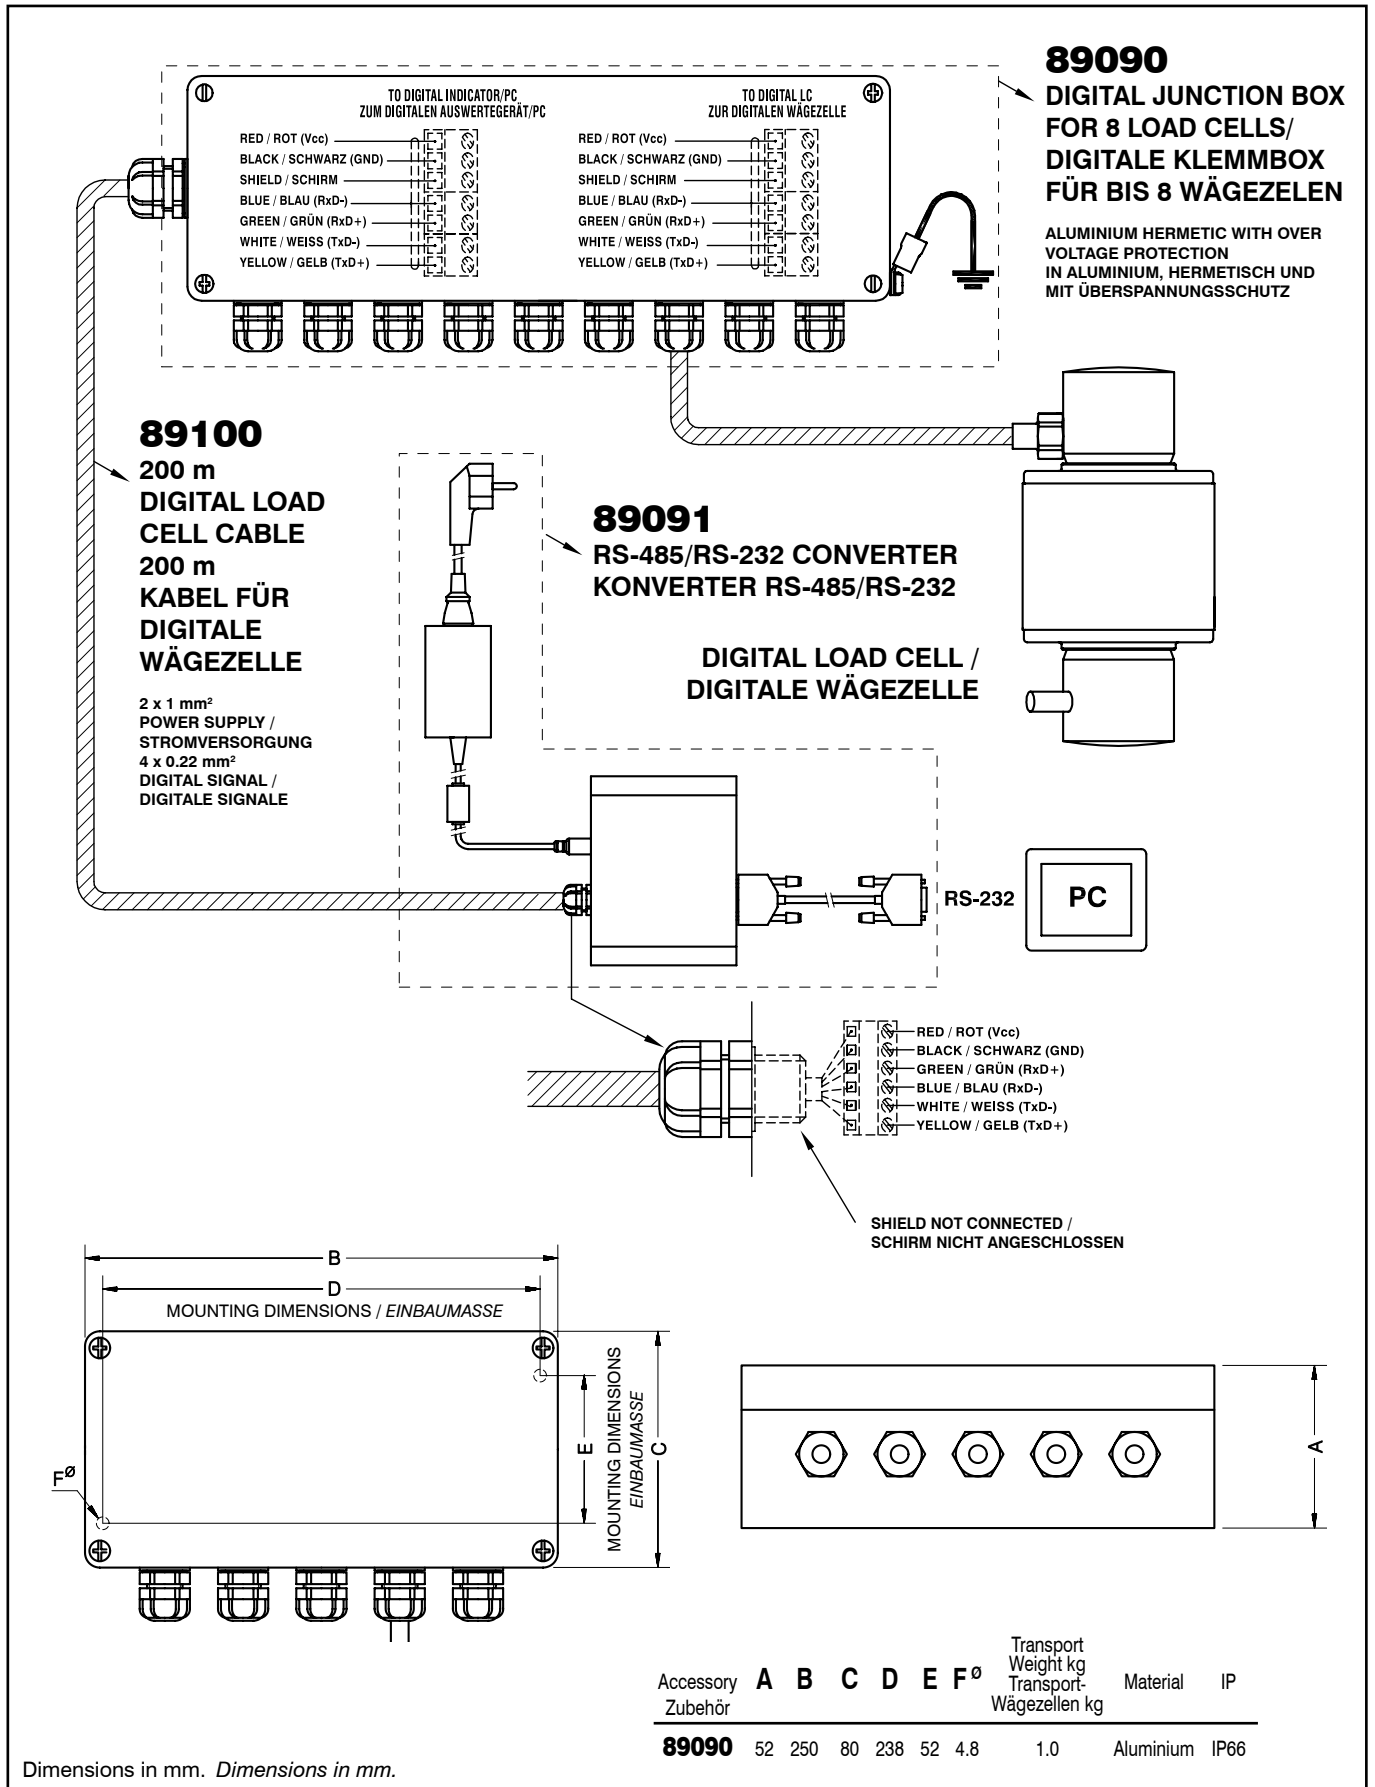 89090
DIGITAL JUNCTION BOX
FOR 8 LOAD CELLS/
DIGITALE KLEMMBOX
FÜR BIS 8 WÄGEZELEN
ALUMINIUM HERMETIC WITH OVER
VOLTAGE PROTECTION
IN ALUMINIUM, HERMETISCH UND
MIT ÜBERSPANNUNGSSCHUTZ
TO DIGITAL INDICATOR/PC
ZUM DIGITALEN AUSWERTEGERÄT/PC
RED / ROT (Vcc)
BLACK / SCHWARZ (GND)
SHIELD / SCHIRM
BLUE / BLAU (RxD-)
GREEN / GRÜN (RxD+)
WHITE / WEISS (TxD-)
YELLOW / GELB (TxD+)
TO DIGITAL LC
ZUR DIGITALEN WÄGEZELLE
RED / ROT (Vcc)
BLACK / SCHWARZ (GND)
SHIELD / SCHIRM
BLUE / BLAU (RxD-)
GREEN / GRÜN (RxD+)
WHITE / WEISS (TxD-)
YELLOW / GELB (TxD+)
89100
200 m
DIGITAL LOAD
CELL CABLE
200 m
KABEL FÜR
DIGITALE
WÄGEZELLE
2 x 1 mm²
POWER SUPPLY /
STROMVERSORGUNG
4 x 0.22 mm²
DIGITAL SIGNAL /
DIGITALE SIGNALE
89091
RS-485/RS-232 CONVERTER
KONVERTER RS-485/RS-232
DIGITAL LOAD CELL /
DIGITALE WÄGEZELLE
RS-232
PC
RED / ROT (Vcc)
BLACK / SCHWARZ (GND)
GREEN / GRÜN (RxD+)
BLUE / BLAU (RxD-)
WHITE / WEISS (TxD-)
YELLOW / GELB (TxD+)
SHIELD NOT CONNECTED /
SCHIRM NICHT ANGESCHLOSSEN
B
D
MOUNTING DIMENSIONS / EINBAUMASSE
E
MOUNTING DIMENSIONS
EINBAUMASSE
C
F Ø
A
Accessory
Zubehör
A B C D E F Ø
Transport
Weight kg
Transport-
Wägezellen kg
Material
IP
89090 52 250 80 238 52 4.8 1.0 Aluminium IP66
Dimensions in mm. Dimensions in mm.